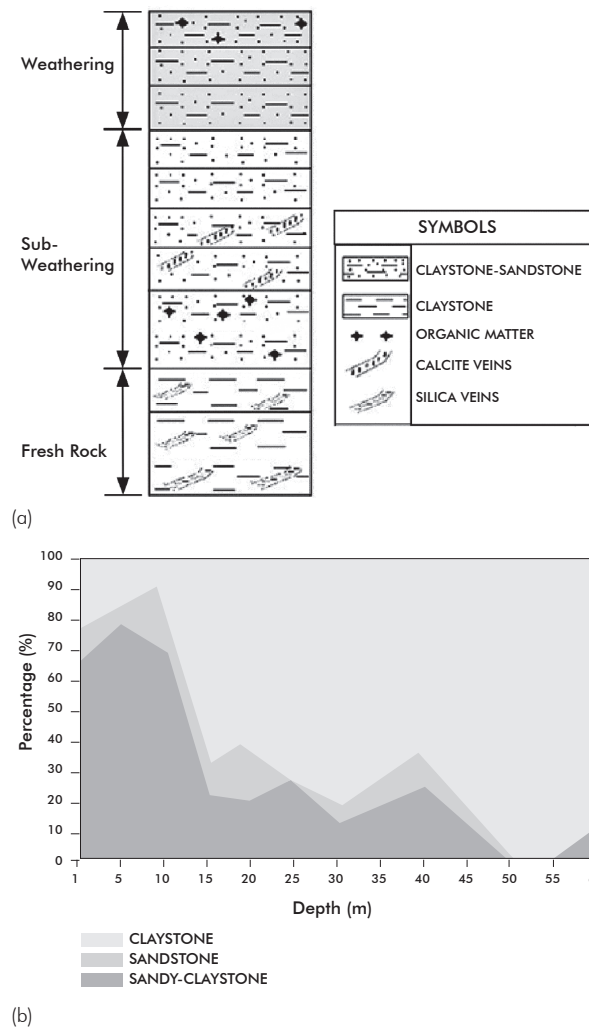 Weathering
Sub-
Weathering
Fresh Rock
SYMBOLS
CLAYSTONE-SANDSTONE
CLAYSTONE
ORGANIC MATTER
CALCITE VEINS
SILICA VEINS
(a)
100
90
80
70
60
50
40
30
20
10
0
Percentage (%)
1 5 10 15 20 25 30 35 40 45 50 55
Depth (m)
CLAYSTONE
SANDSTONE
SANDY-CLAYSTONE
(b)